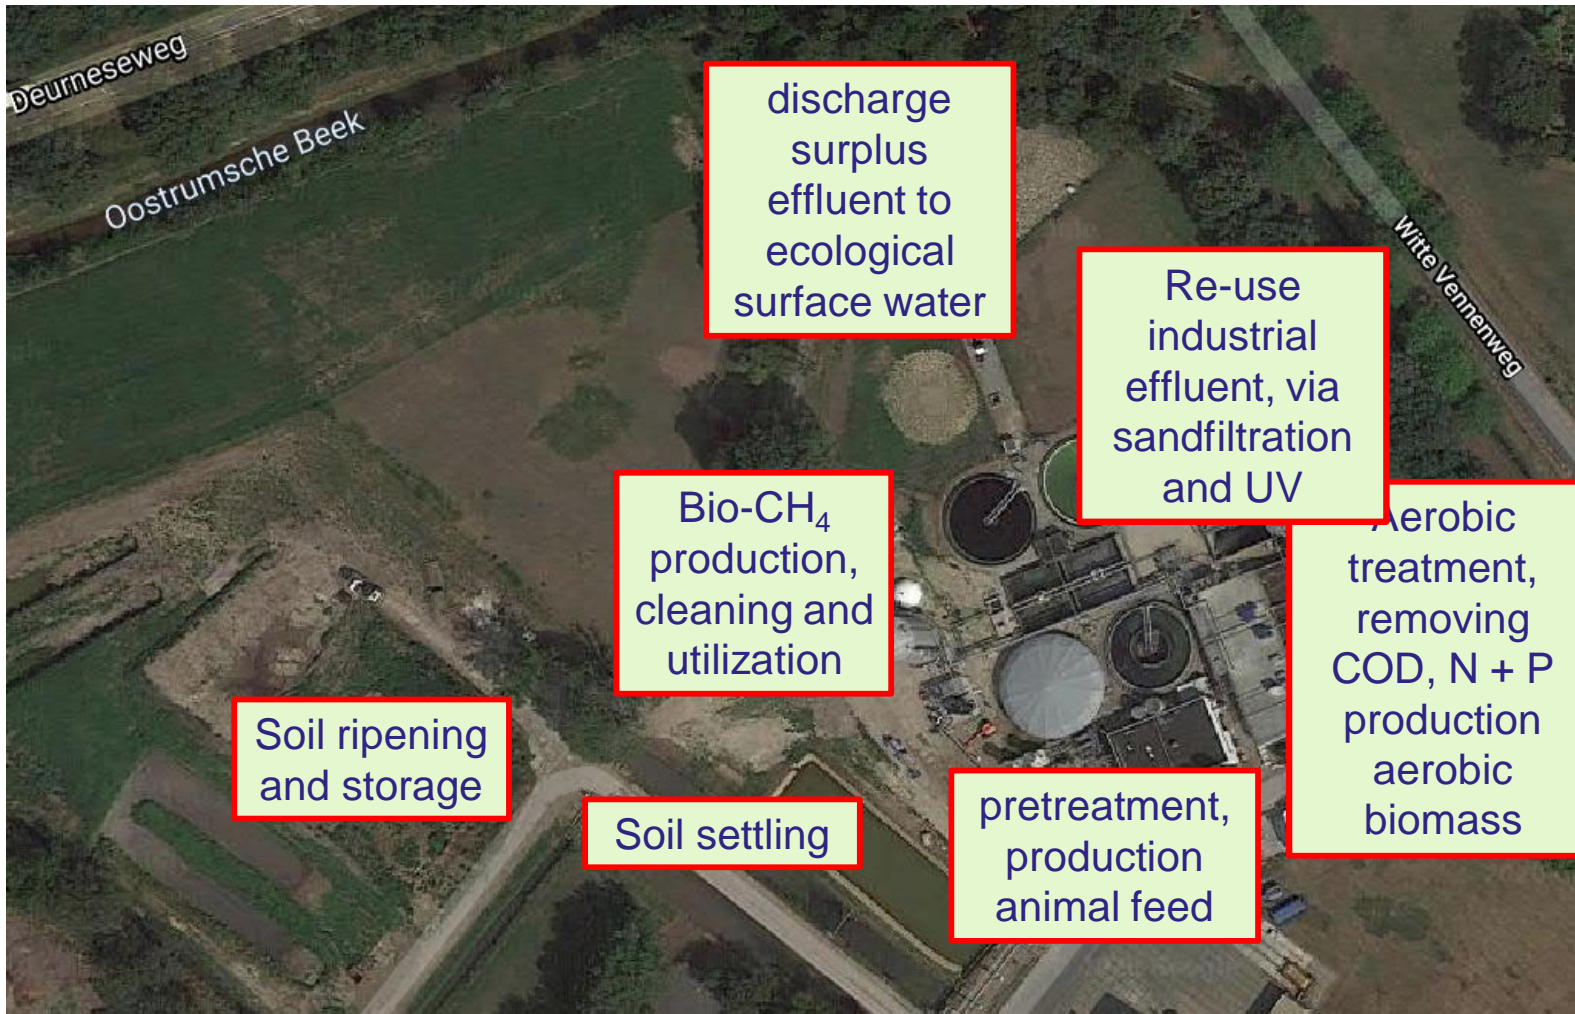 Deurneseweg
Oostrumsche Beek
discharge
surplus
effluent to
ecological
surface water
Re-use
industrial
effluent, via
sandfiltration
and UV
Witte Vennenweg
Bio-CH₄
production,
cleaning and
utilization
Aerobic
treatment,
removing
COD, N + P
production
aerobic
biomass
Soil ripening
and storage
Soil settling
pretreatment,
production
animal feed